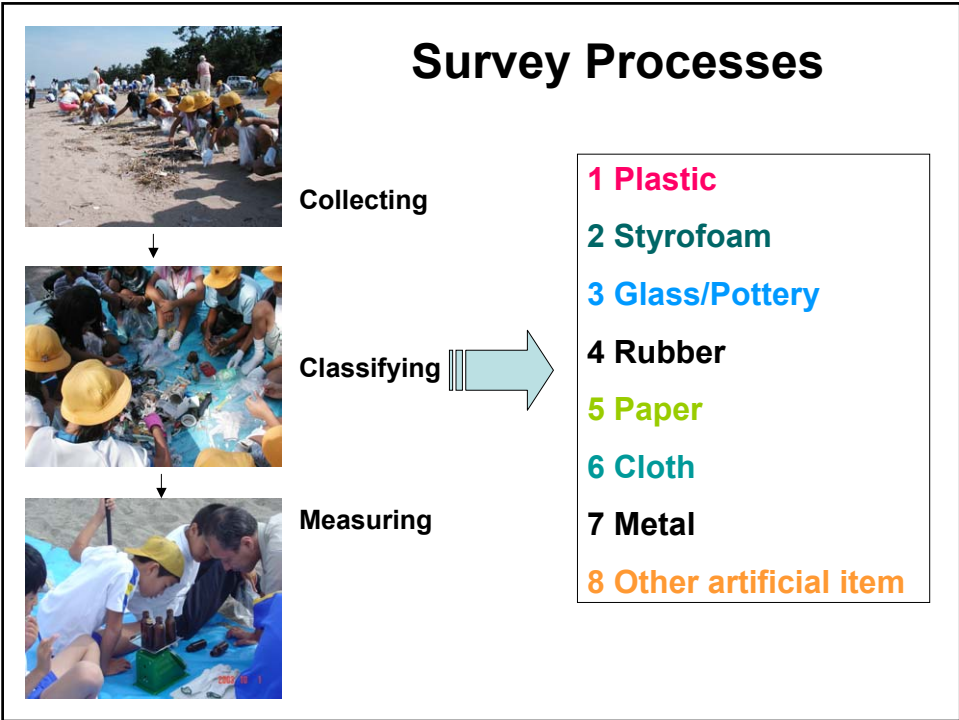 Survey Processes
Collecting
Classifying
Measuring
1 Plastic
2 Styrofoam
3 Glass/Pottery
4 Rubber
5 Paper
6 Cloth
7 Metal
8 Other artificial item